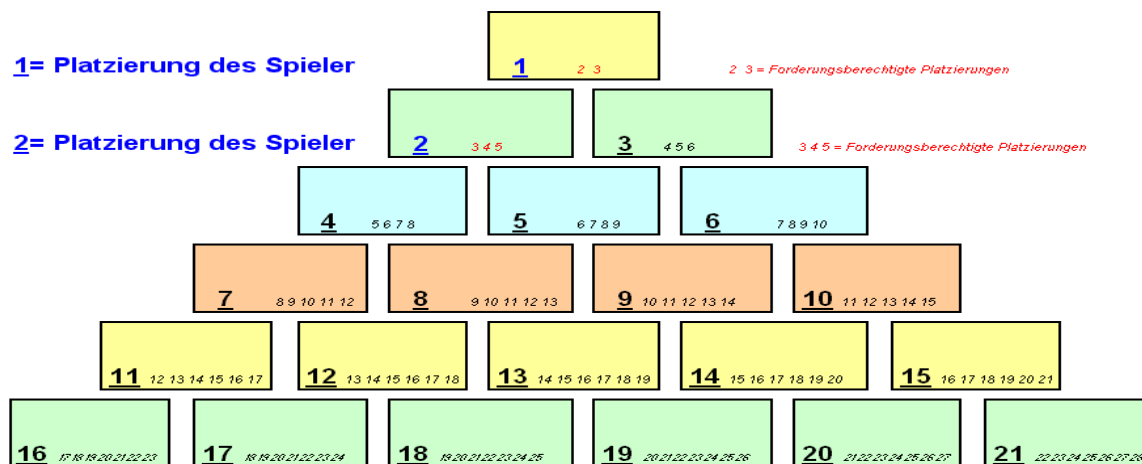 1= Platzierung des Spieler
1 2 3
2 3 = Forderungsberechtigte Platzierungen
2= Platzierung des Spieler
2 3 4 5
3 4 5 6
3 4 5 = Forderungsberechtigte Platzierungen
4 5 6 7 8
5 6 7 8 9
6 7 8 9 10
7 8 9 10 11 12
8 9 10 11 12 13
9 10 11 12 13 14
10 11 12 13 14 15
11 12 13 14 15 16 17
12 13 14 15 16 17 18
13 14 15 16 17 18 19
14 15 16 17 18 19 20
15 16 17 18 19 20 21
16 17 18 19 20 21 22 23
17 18 19 20 21 22 23 24
18 19 20 21 22 23 24 25
19 20 21 22 23 24 25 26
20 21 22 23 24 25 26 27
21 22 23 24 25 26 27 28